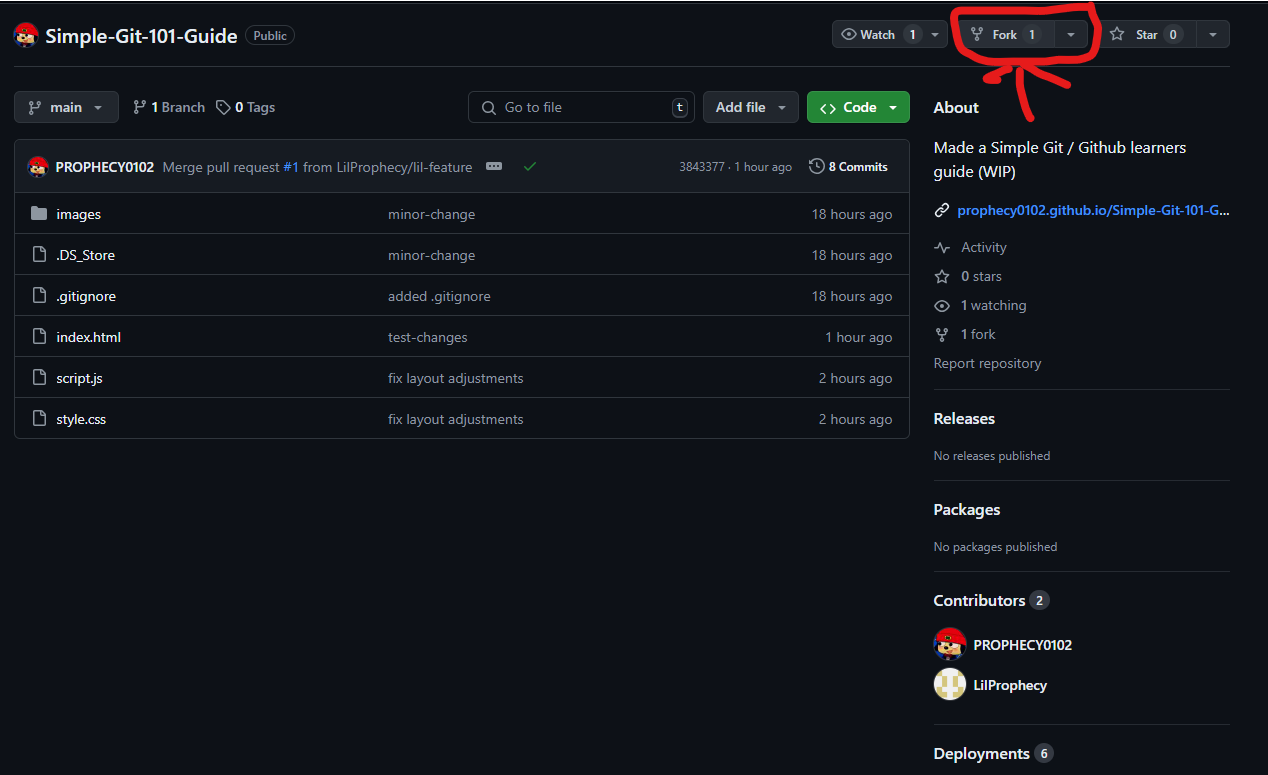 Simple-Git-101-Guide Public Watch 1 Fork 1 Star 0
main 1 Branch 0 Tags Go to file t Add file Code
PROPHECY0102 Merge pull request #1 from LilProphecy/lil-feature 3843377 · 1 hour ago 8 Commits
images minor-change 18 hours ago
.DS_Store minor-change 18 hours ago
.gitignore added .gitignore 18 hours ago
index.html test-changes 1 hour ago
script.js fix layout adjustments 2 hours ago
style.css fix layout adjustments 2 hours ago
About
Made a Simple Git / Github learners
guide (WIP)
prophecy0102.github.io/Simple-Git-101-G...
Activity
0 stars
1 watching
1 fork
Report repository
Releases
No releases published
Packages
No packages published
Contributors 2
PROPHECY0102
LilProphecy
Deployments 6